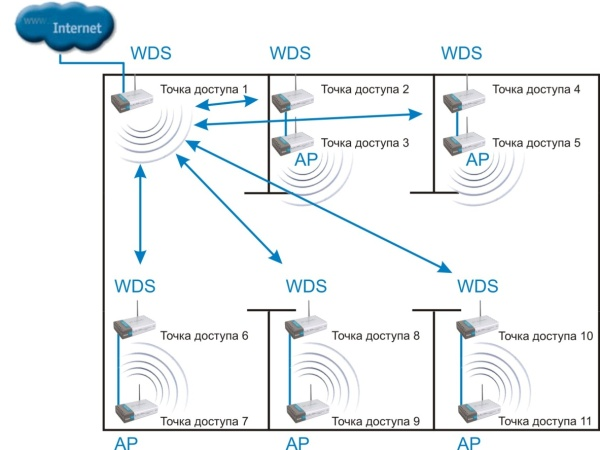 www.
Internet
WDS WDS WDS
Точка доступа 1 Точка доступа 2 Точка доступа 4
Точка доступа 3 Точка доступа 5
AP AP
WDS WDS WDS
Точка доступа 6 Точка доступа 8 Точка доступа 10
Точка доступа 7 Точка доступа 9 Точка доступа 11
AP AP AP